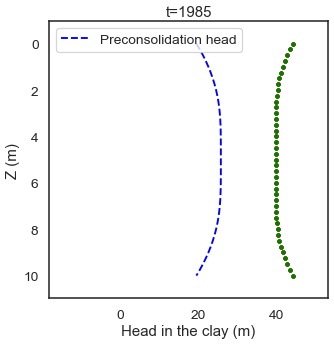 t=1985
Preconsolidation head
0
2
4
6
8
10
Z (m)
0 20 40
Head in the clay (m)